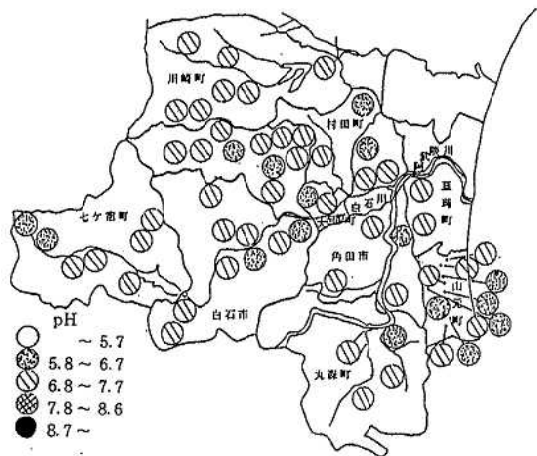 川崎町
村田町
阿武隈川
亘理町
白石川
七ケ宿町
角田市
山元町
白石市
丸森町
pH
～5.7
5.8～6.7
6.8～7.7
7.8～8.6
8.7～